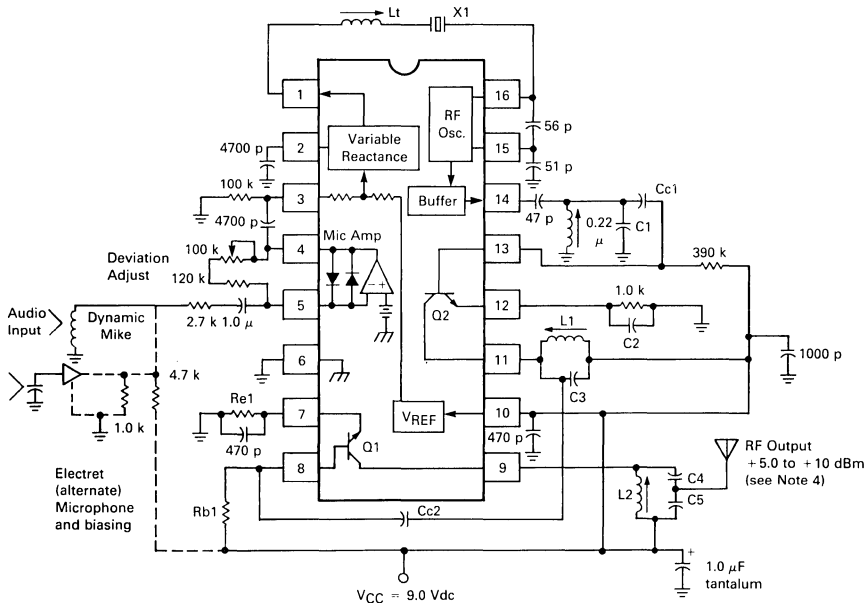 Lt
X1
1
16
RF
Osc.
56 p
4700 p
2
Variable
Reactance
15
51 p
100 k
3
Buffer
14
47 p
0.22
μ
C1
Cc1
4700 p
Deviation
Adjust
100 k
4
Mic Amp
13
390 k
120 k
− +
Audio
Input
Dynamic
Mike
2.7 k
1.0 μ
5
Q2
12
1.0 k
C2
6
11
L1
C3
1000 p
4.7 k
1.0 k
Re1
7
470 p
Q1
VREF
10
470 p
8
9
RF Output
+5.0 to +10 dBm
(see Note 4)
Electret
(alternate)
Microphone
and biasing
Rb1
Cc2
L2
C4
C5
+
1.0 μF
tantalum
VCC = 9.0 Vdc